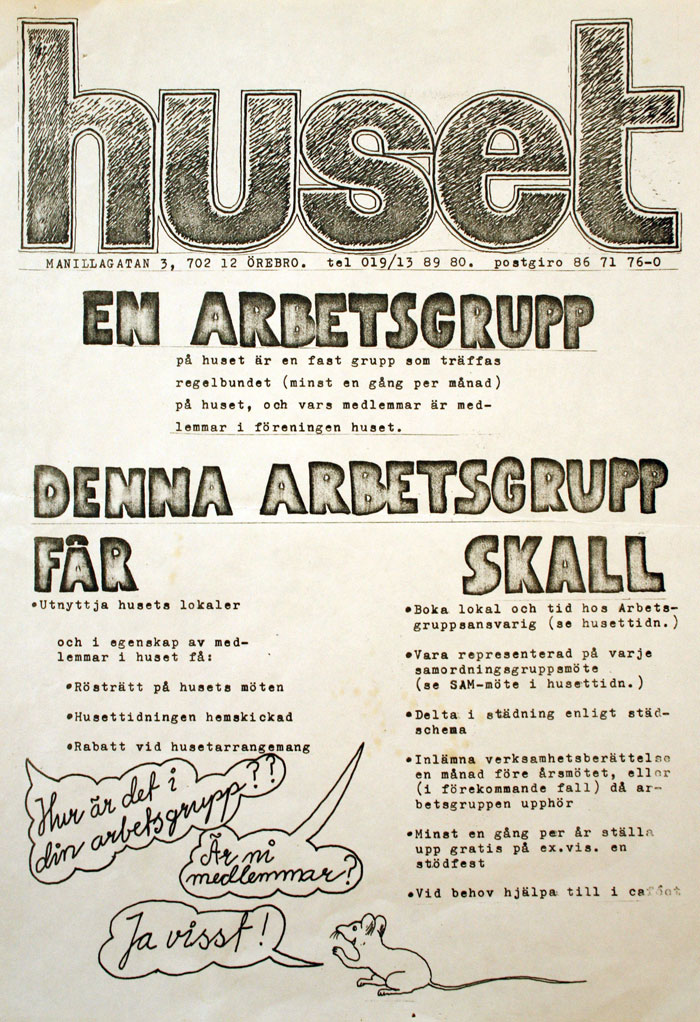 huset
MANILLAGATAN 3, 702 12 ÖREBRO. tel 019/13 89 80. postgiro 86 71 76-0
EN ARBETSGRUPP
på huset är en fast grupp som träffas
regelbundet (minst en gång per månad)
på huset, och vars medlemmar är med-
lemmar i föreningen huset.
DENNA ARBETSGRUPP
FÅR
•Utnyttja husets lokaler
och i egenskap av med-
lemmar i huset få:
•Rösträtt på husets möten
•Husettidningen hemskickad
•Rabatt vid husetarrangemang
SKALL
•Boka lokal och tid hos Arbets-
gruppsansvarig (se husettidn.)
•Vara representerad på varje
samordningsgruppsmöte
(se SAM-möte i husettidn.)
•Delta i städning enligt städ-
schema
•Inlämna verksamhetsberättelse
en månad före årsmötet, eller
(i förekommande fall) då ar-
betsgruppen upphör
•Minst en gång per år ställa
upp gratis på ex.vis. en
stödfest
•Vid behov hjälpa till i caféet
Hur är det i
din arbetsgrupp??
Är ni
medlemmar?
Ja visst!